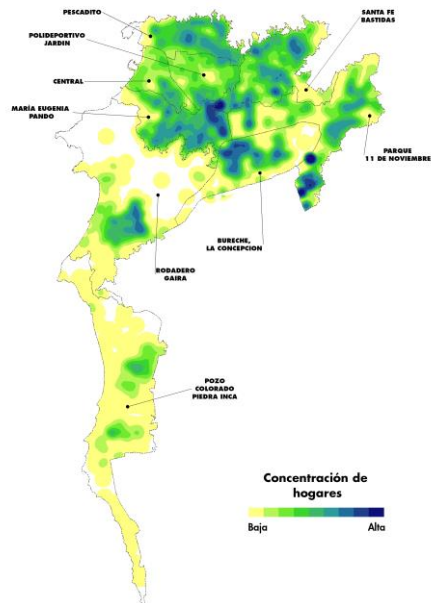 PESCADITO
POLIDEPORTIVO
JARDIN
CENTRAL
MARÍA EUGENIA
PANDO
SANTA FE
BASTIDAS
PARQUE
11 DE NOVIEMBRE
BURECHE,
LA CONCEPCION
RODADERO
GAIRA
POZO
COLORADO
PIEDRA INCA
Concentración de
hogares
Baja
Alta